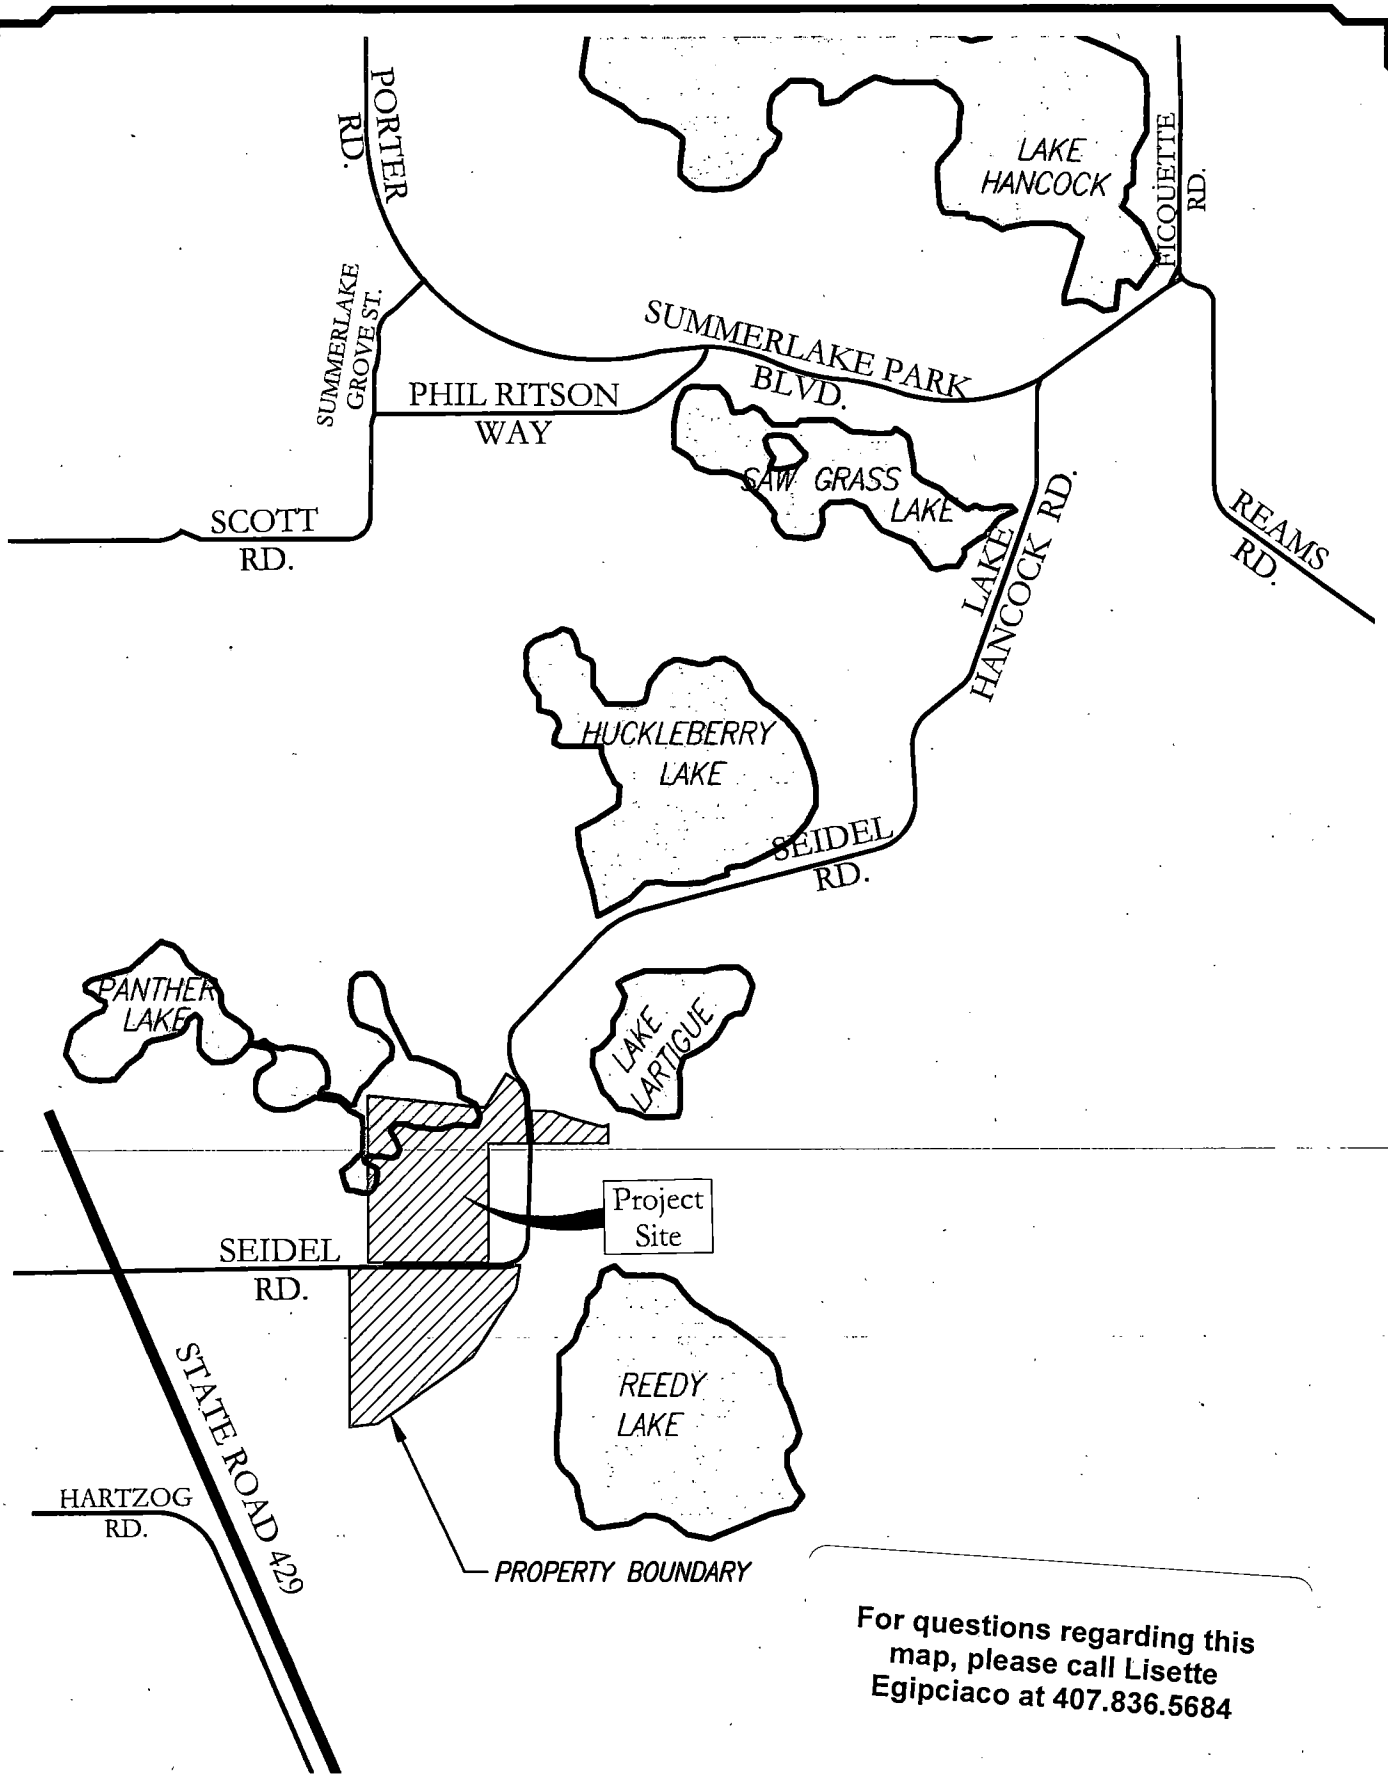 PORTER
RD.
LAKE
HANCOCK
FICQUETTE
RD.
SUMMERLAKE
GROVE ST.
SUMMERLAKE PARK
BLVD.
PHIL RITSON
WAY
SAW GRASS
LAKE
SCOTT
RD.
LAKE
HANCOCK RD.
REAMS
RD.
HUCKLEBERRY
LAKE
SEIDEL
RD.
PANTHER
LAKE
LAKE
LARTIGUE
Project
Site
SEIDEL
RD.
STATE ROAD 429
REEDY
LAKE
HARTZOG
RD.
PROPERTY BOUNDARY
For questions regarding this
map, please call Lisette
Egipciaco at 407.836.5684